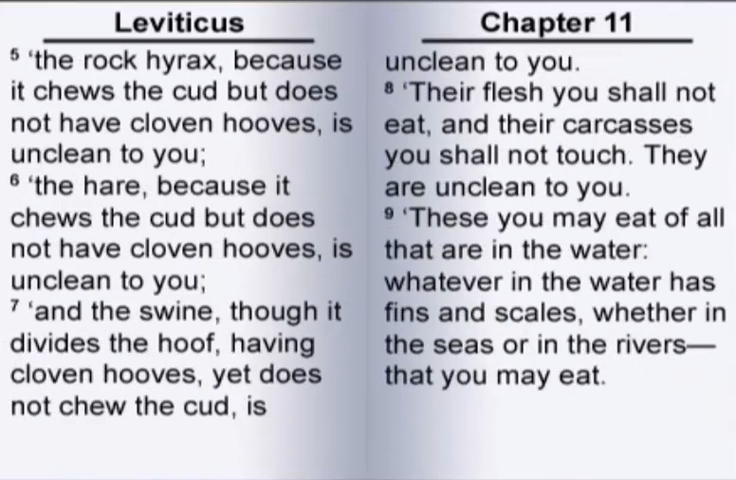 Leviticus
⁵ ‘the rock hyrax, because
it chews the cud but does
not have cloven hooves, is
unclean to you;
⁶ ‘the hare, because it
chews the cud but does
not have cloven hooves, is
unclean to you;
⁷ ‘and the swine, though it
divides the hoof, having
cloven hooves, yet does
not chew the cud, is
Chapter 11
unclean to you.
⁸ ‘Their flesh you shall not
eat, and their carcasses
you shall not touch. They
are unclean to you.
⁹ ‘These you may eat of all
that are in the water:
whatever in the water has
fins and scales, whether in
the seas or in the rivers—
that you may eat.